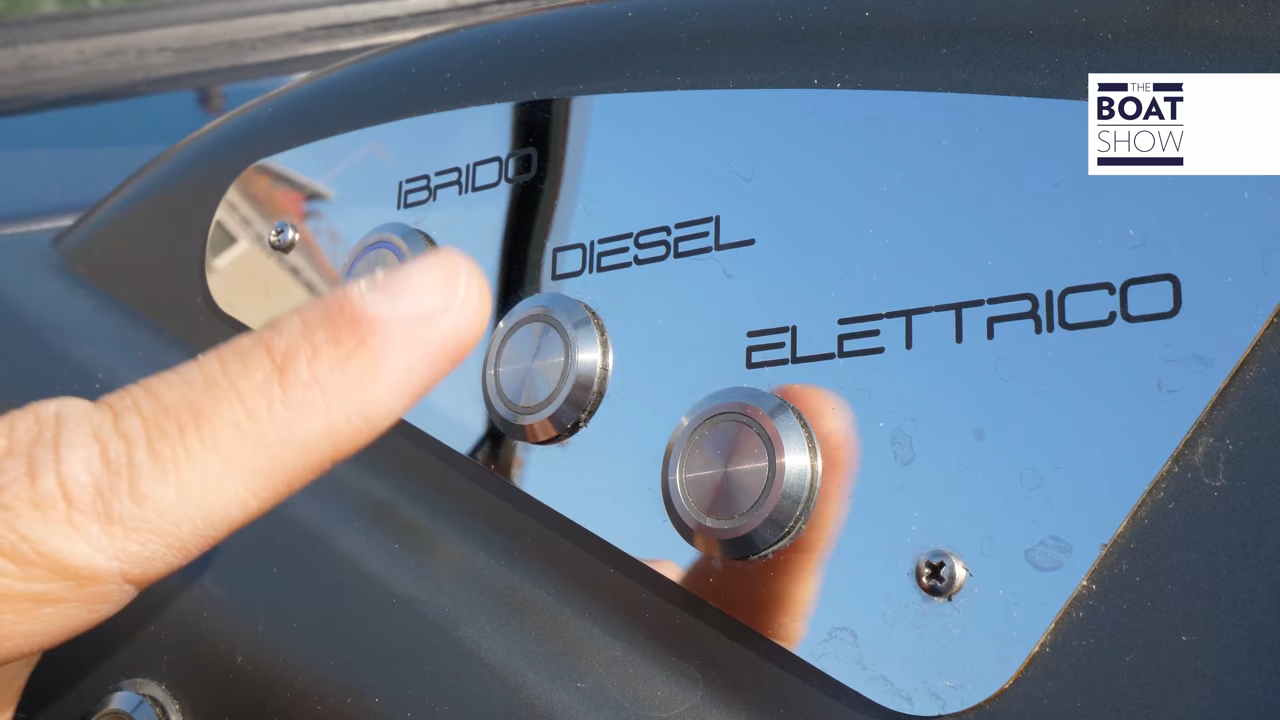 THE
BOAT
SHOW
IBRIDO
DIESEL
ELETTRICO